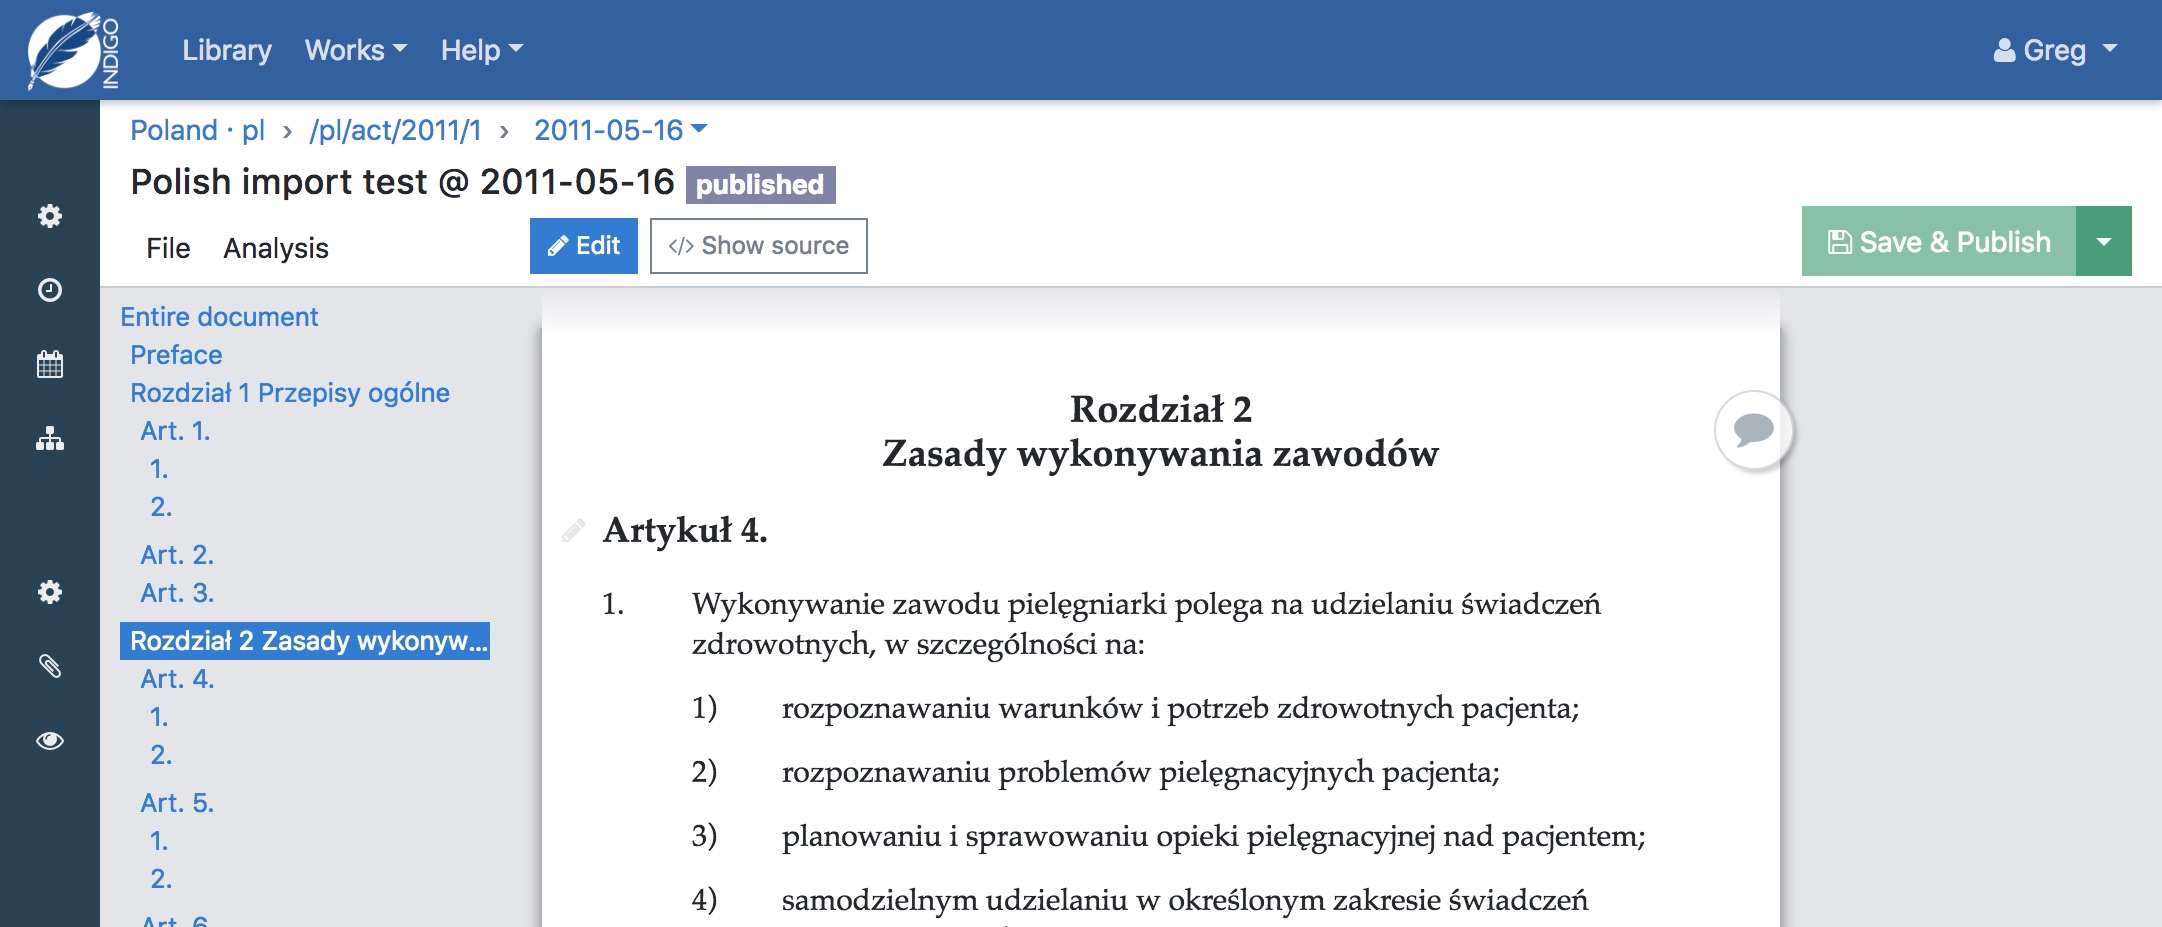 INDIGO
Library Works Help Greg
Poland · pl › /pl/act/2011/1 › 2011-05-16
Polish import test @ 2011-05-16 published
File Analysis Edit </> Show source Save & Publish
Entire document
Preface
Rozdział 1 Przepisy ogólne
Art. 1.
1.
2.
Art. 2.
Art. 3.
Rozdział 2 Zasady wykonyw...
Art. 4.
1.
2.
Art. 5.
1.
2.
Art. 6
Rozdział 2
Zasady wykonywania zawodów
Artykuł 4.
1. Wykonywanie zawodu pielęgniarki polega na udzielaniu świadczeń
zdrowotnych, w szczególności na:
1) rozpoznawaniu warunków i potrzeb zdrowotnych pacjenta;
2) rozpoznawaniu problemów pielęgnacyjnych pacjenta;
3) planowaniu i sprawowaniu opieki pielęgnacyjnej nad pacjentem;
4) samodzielnym udzielaniu w określonym zakresie świadczeń